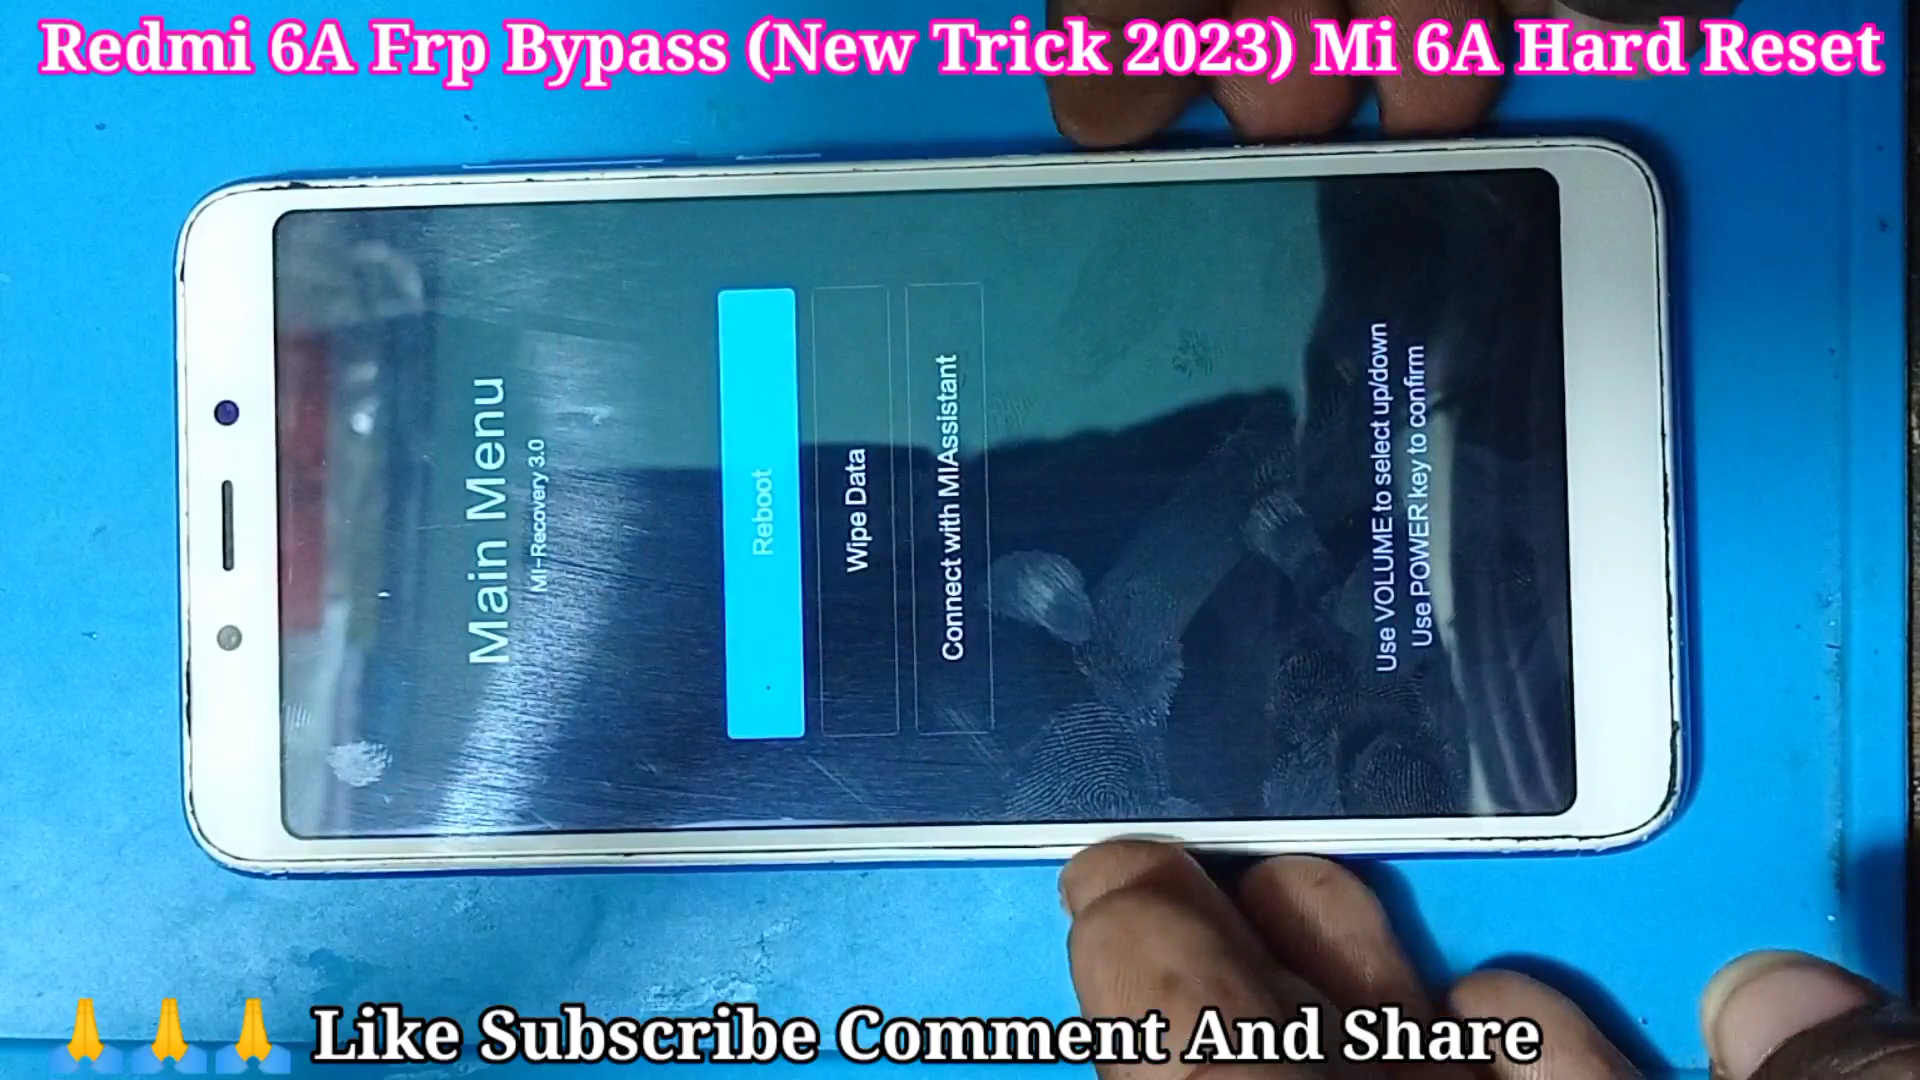 Redmi 6A Frp Bypass (New Trick 2023) Mi 6A Hard Reset
Main Menu
MI-Recovery 3.0
Reboot
Wipe Data
Connect with MIAssistant
Use VOLUME to select up/down
Use POWER key to confirm
🙏🙏🙏 Like Subscribe Comment And Share